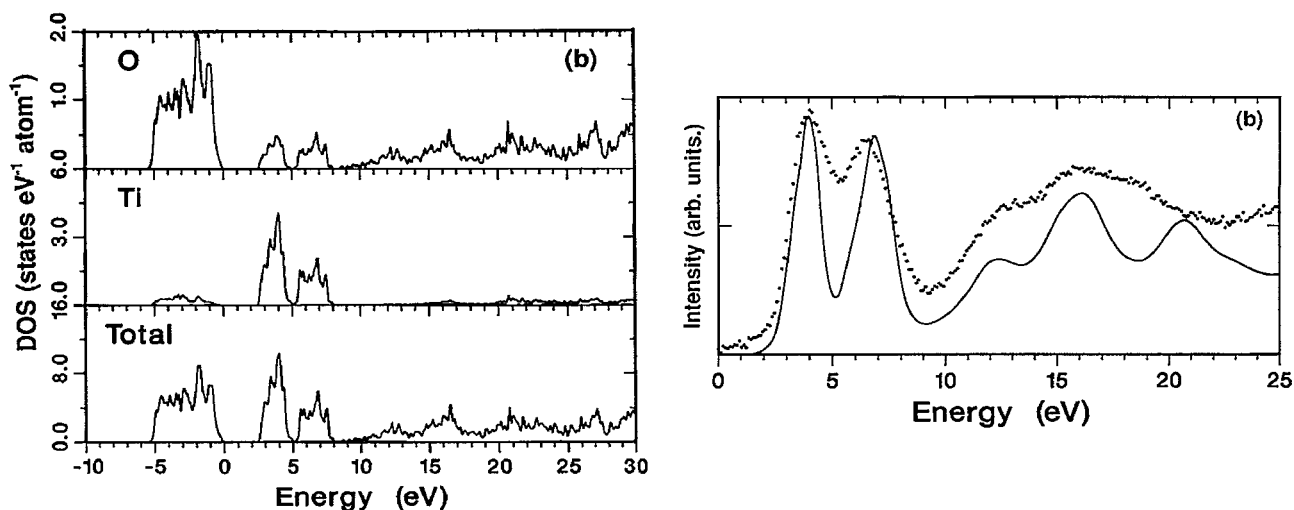 O
(b)
2.0
1.0
6.0
Ti
3.0
16.0
Total
8.0
0.0
DOS (states eV⁻¹ atom⁻¹)
-10 -5 0 5 10 15 20 25 30
Energy (eV)
(b)
Intensity (arb. units.)
0 5 10 15 20 25
Energy (eV)